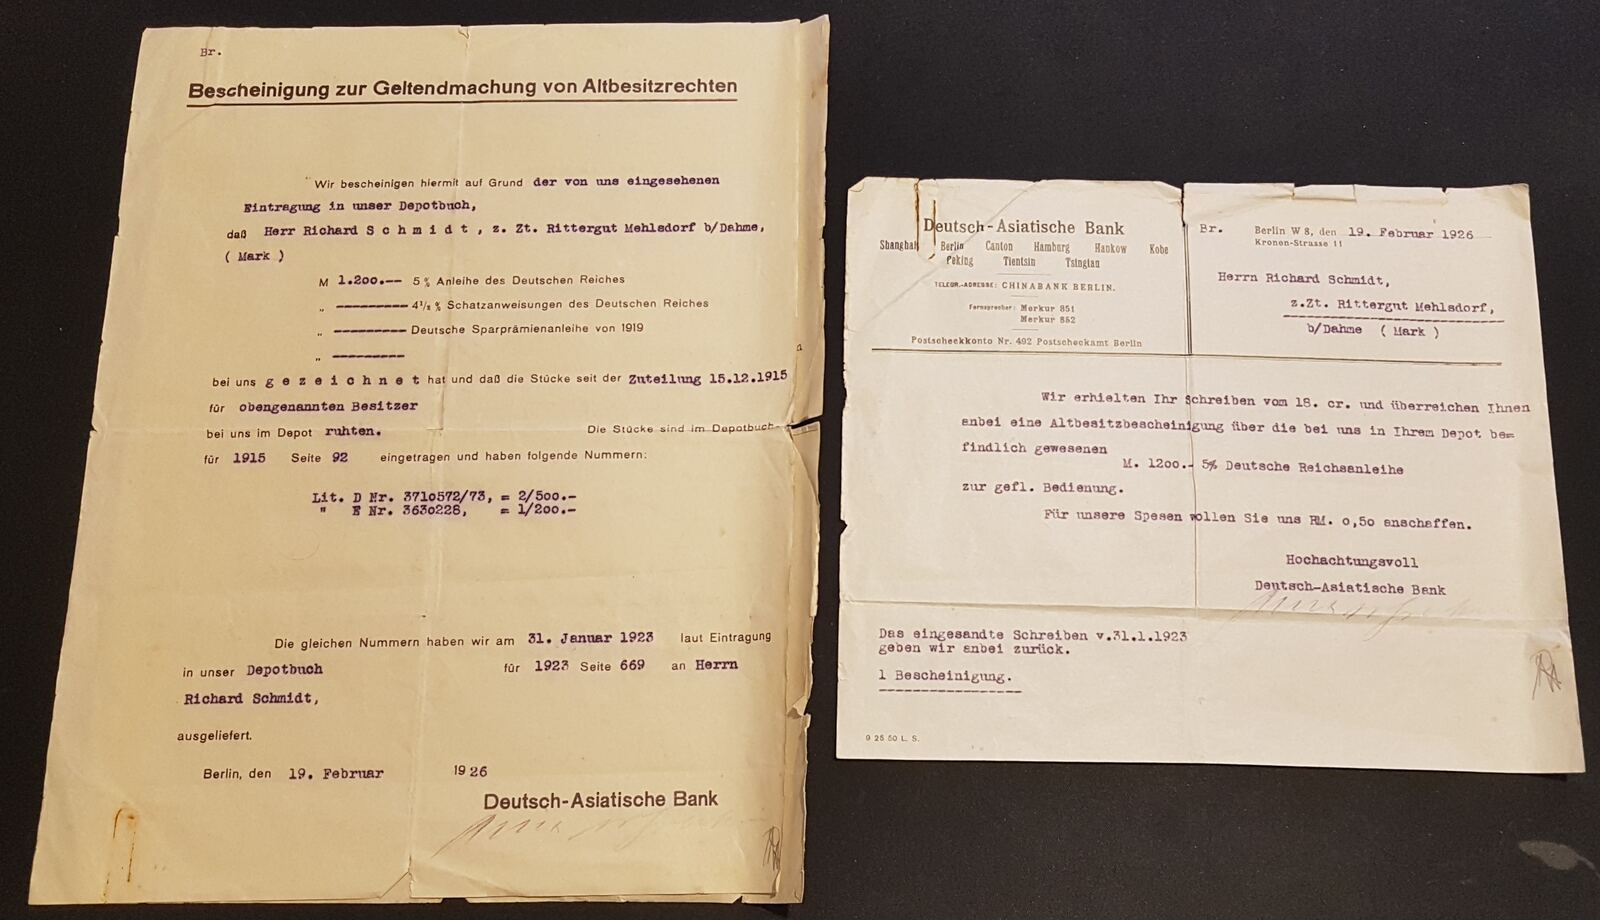 Br.
Bescheinigung zur Geltendmachung von Altbesitzrechten
Wir bescheinigen hiermit auf Grund der von uns eingesehenen
Eintragung in unser Depotbuch,
daß Herr Richard S c h m i d t , z. Zt. Rittergut Mehlsdorf b/Dahme,
( Mark )
M 1.200.-- 5 % Anleihe des Deutschen Reiches
„ --------- 4½ % Schatzanweisungen des Deutschen Reichs
„ --------- Deutsche Sparprämienanleihe von 1919
„ ---------
bei uns g e z e i c h n e t hat und daß die Stücke seit der Zuteilung 15.12.1915
für obengenannten Besitzer
bei uns im Depot ruhten. Die Stücke sind im Depotbuch
für 1915 Seite 92 eingetragen und haben folgende Nummern:
Lit. D Nr. 3710572/73, = 2/500.-
" E Nr. 3630228, = 1/200.-
Die gleichen Nummern haben wir am 31. Januar 1923 laut Eintragung
in unser Depotbuch für 1923 Seite 669 an Herrn
Richard Schmidt,
ausgeliefert.
Berlin, den 19. Februar 1926
Deutsch-Asiatische Bank
Deutsch-Asiatische Bank
Shanghai Berlin Canton Hamburg Hankow Kobe
Peking Tientsin Tsingtau
TELEGR.-ADRESSE: CHINABANK BERLIN.
Fernsprecher: Merkur 851
Merkur 852
Postscheckkonto Nr. 492 Postscheckamt Berlin
Br. Berlin W 8, den 19. Februar 1926
Kronen-Strasse 11
Herrn Richard Schmidt,
z.Zt. Rittergut Mehlsdorf,
b/Dahme ( Mark )
Wir erhielten Ihr Schreiben vom 18. cr. und überreichen Ihnen
anbei eine Altbesitzbescheinigung über die bei uns in Ihrem Depot be=
findlich gewesenen
M. 1200.- 5% Deutsche Reichsanleihe
zur gefl. Bedienung.
Für unsere Spesen wollen Sie uns RM. 0,50 anschaffen.
Hochachtungsvoll
Deutsch-Asiatische Bank
Das eingesandte Schreiben v.31.1.1923
geben wir anbei zurück.
1 Bescheinigung.
9 25 50 L. S.